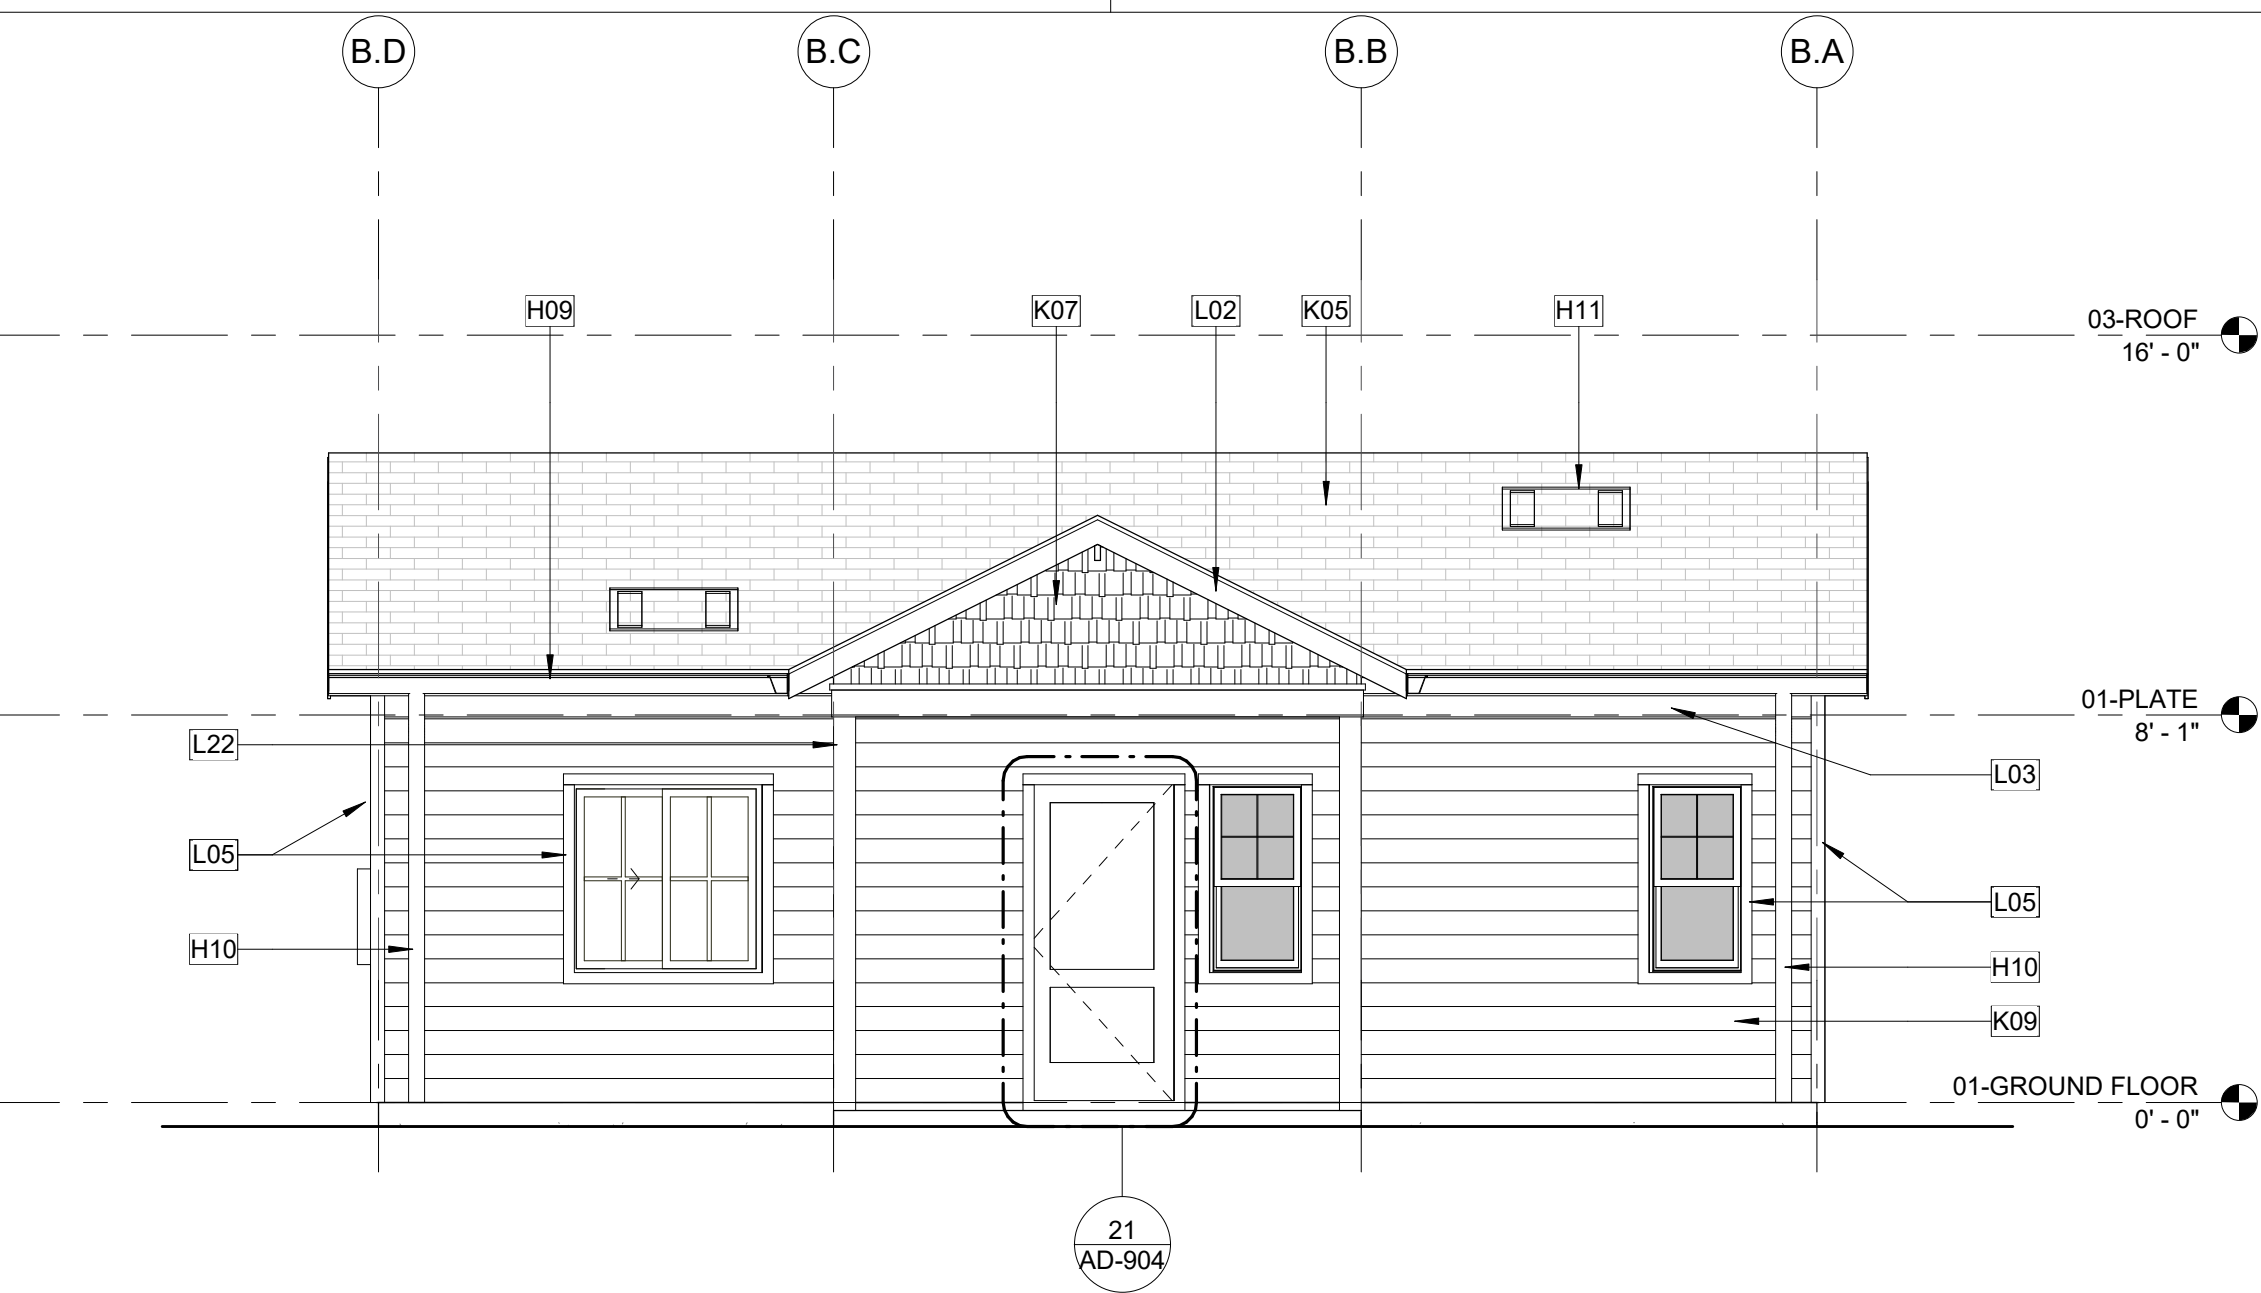 B.D
B.C
B.B
B.A
H09
K07
L02
K05
H11
03-ROOF
16' - 0"
01-PLATE
8' - 1"
L22
L03
L05
L05
H10
H10
K09
01-GROUND FLOOR
0' - 0"
21
AD-904